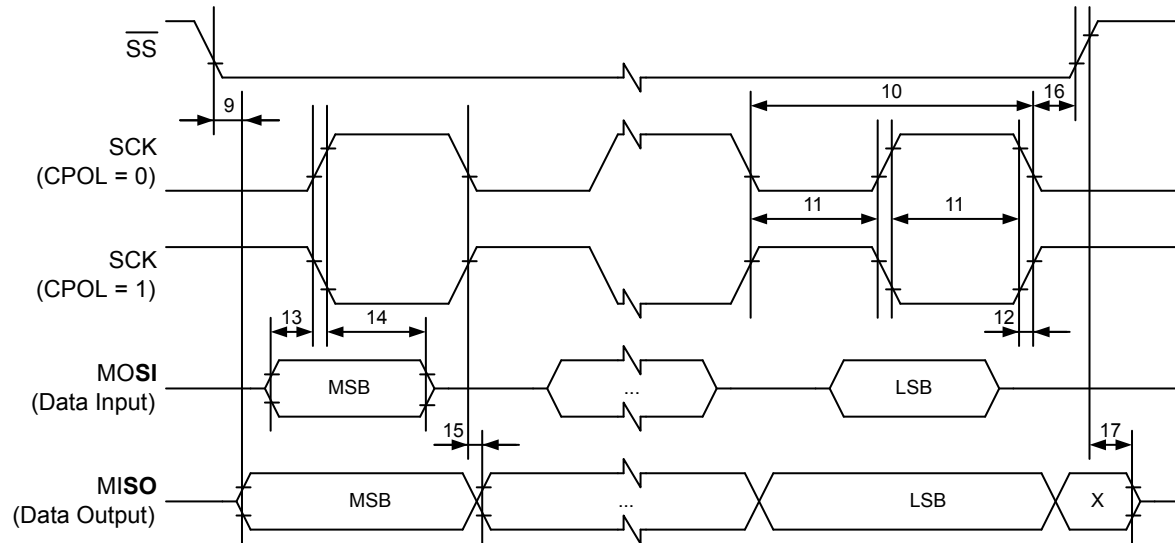 SS
9
10
16
SCK
(CPOL = 0)
11
11
SCK
(CPOL = 1)
13
14
12
MOSI
(Data Input)
MSB
...
LSB
15
17
MISO
(Data Output)
MSB
...
LSB
X